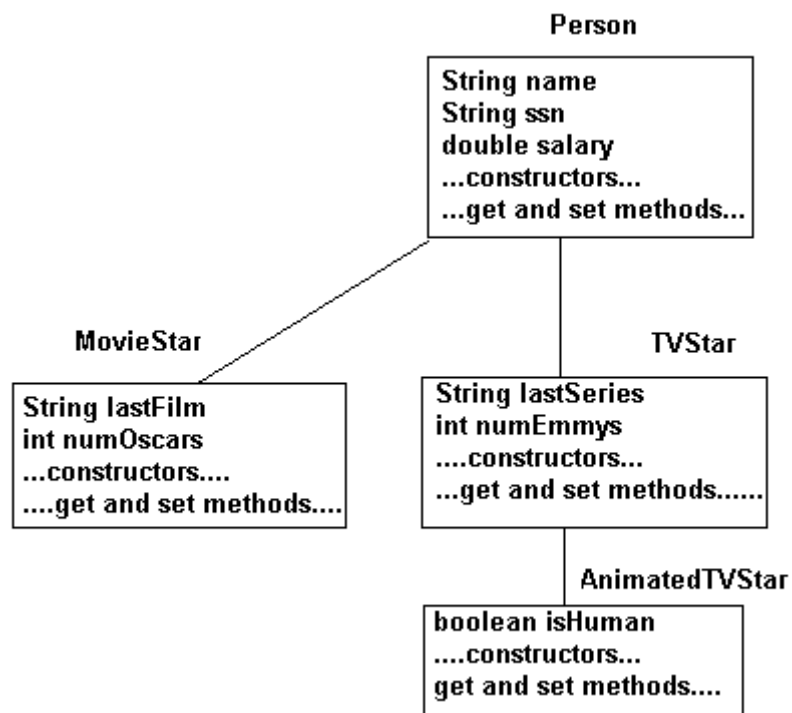 Person
String name
String ssn
double salary
...constructors...
...get and set methods...
MovieStar
String lastFilm
int numOscars
...constructors....
....get and set methods....
TVStar
String lastSeries
int numEmmys
....constructors...
...get and set methods......
AnimatedTVStar
boolean isHuman
....constructors...
get and set methods....